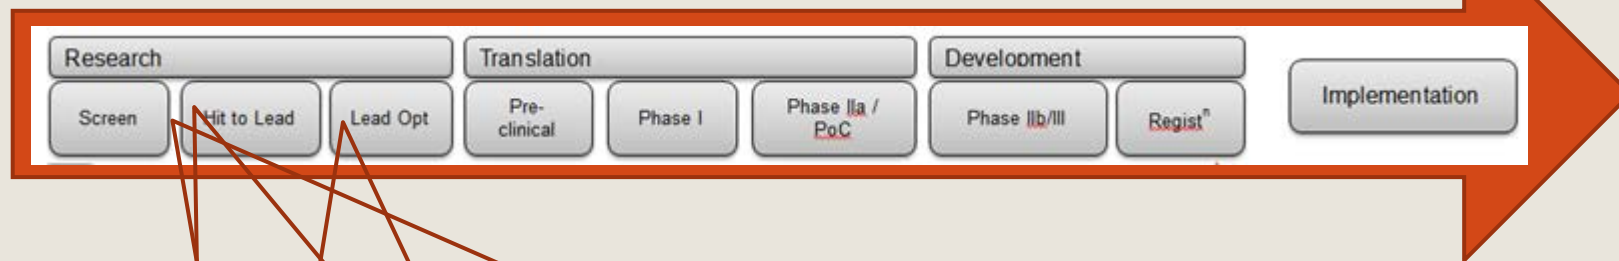 Research
Translation
Development
Screen
Hit to Lead
Lead Opt
Pre-
clinical
Phase I
Phase IIa /
PoC
Phase IIb/III
Registⁿ
Implementation